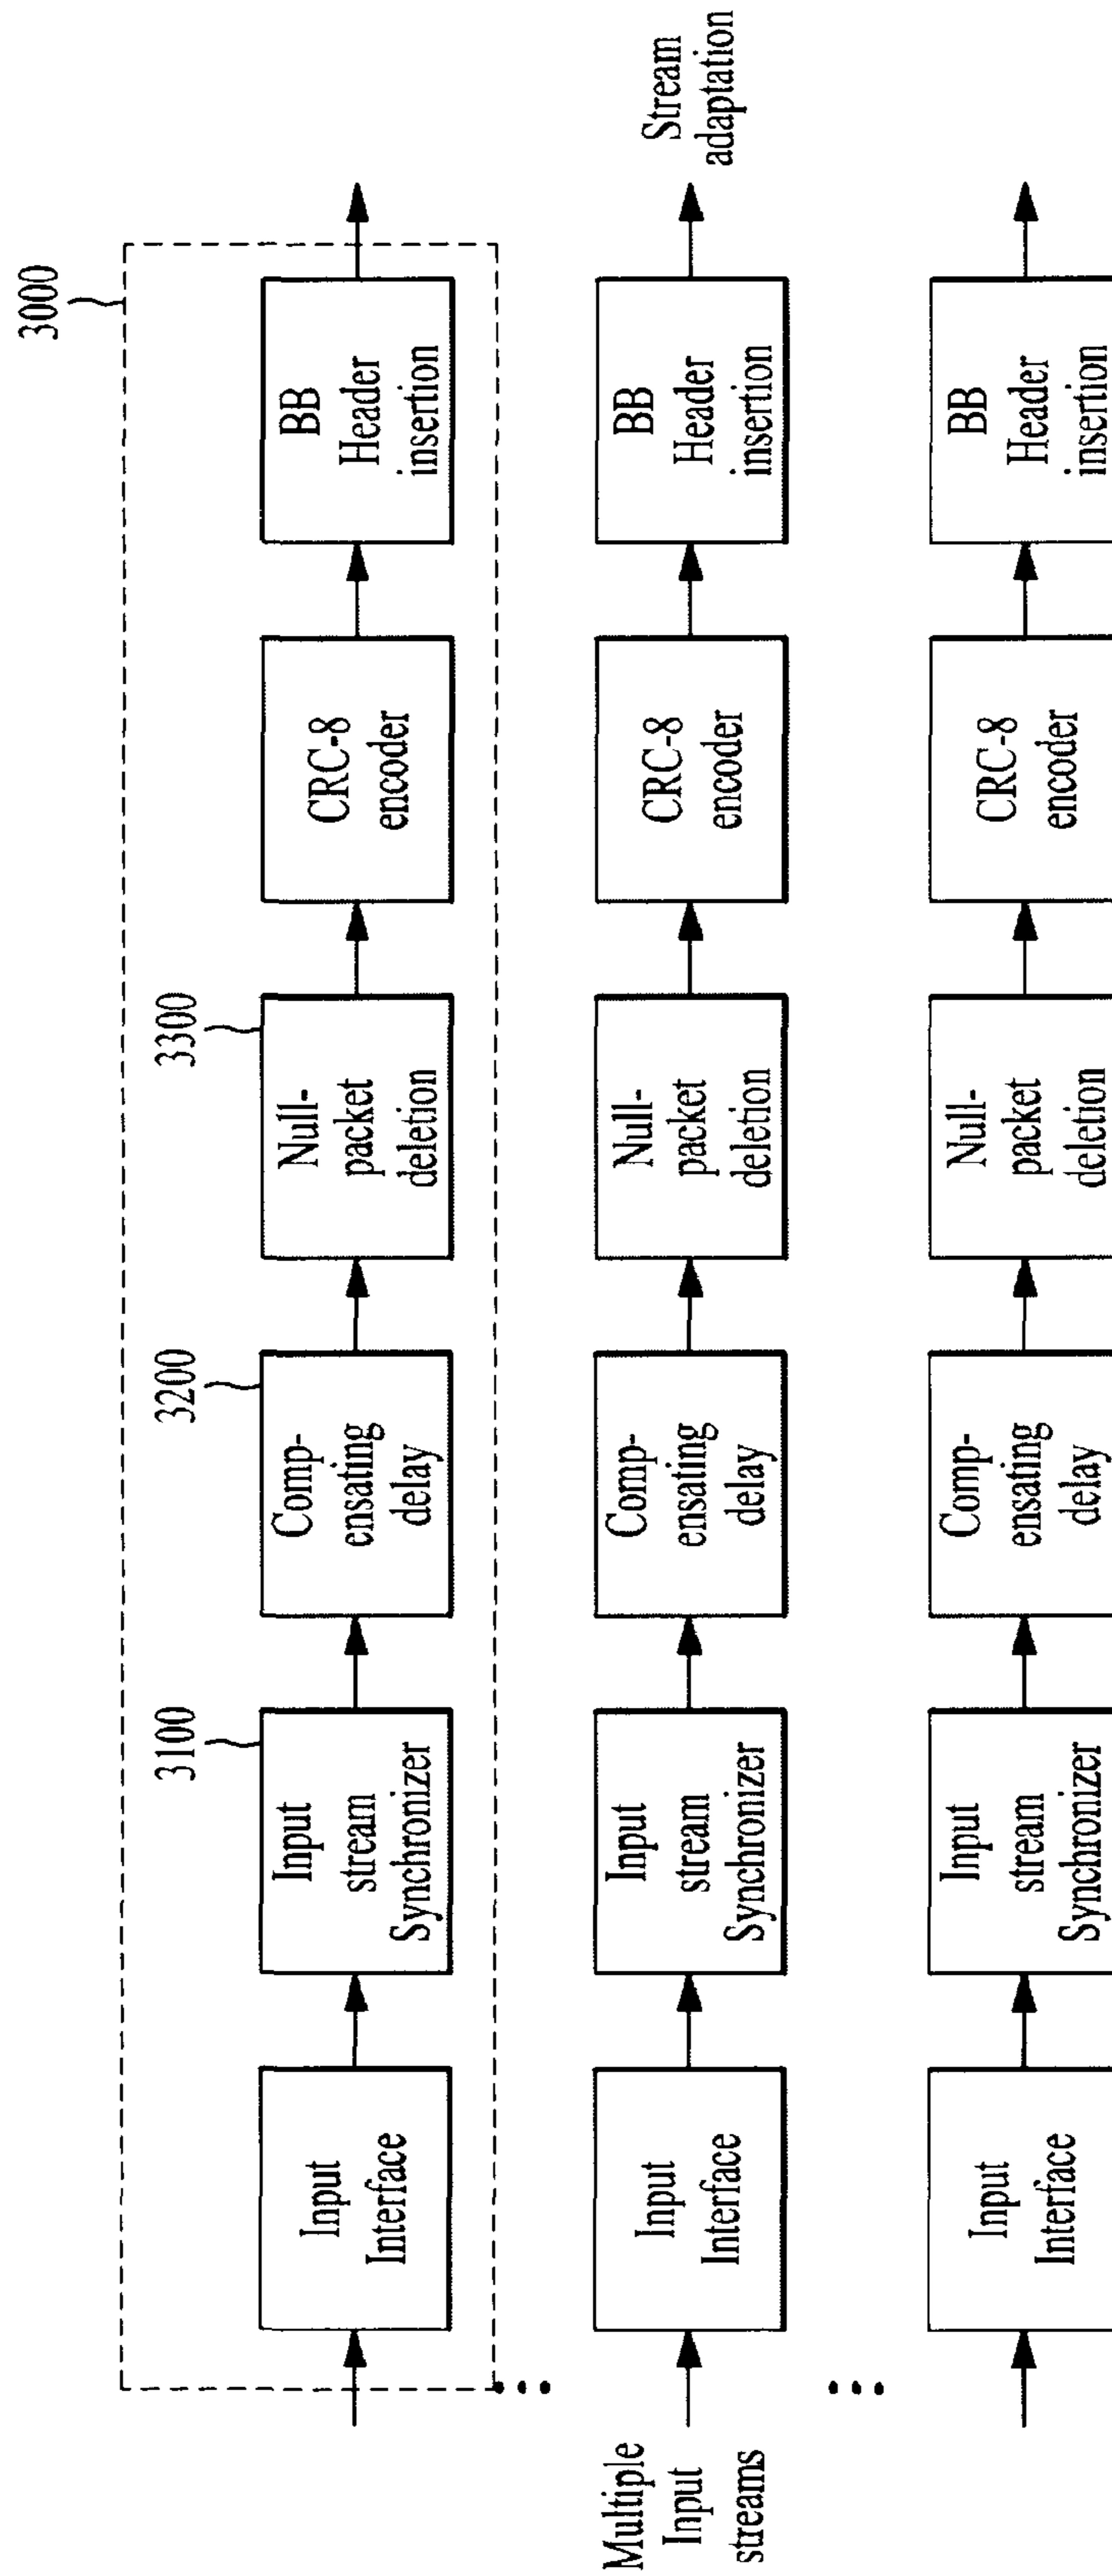 3000
3100
3200
3300
Input
Interface
Input
stream
Synchronizer
Comp-
ensating
delay
Null-
packet
deletion
CRC-8
encoder
BB
Header
insertion
Multiple
Input
streams
Input
Interface
Input
stream
Synchronizer
Comp-
ensating
delay
Null-
packet
deletion
CRC-8
encoder
BB
Header
insertion
Stream
adaptation
Input
Interface
Input
stream
Synchronizer
Comp-
ensating
delay
Null-
packet
deletion
CRC-8
encoder
BB
Header
insertion